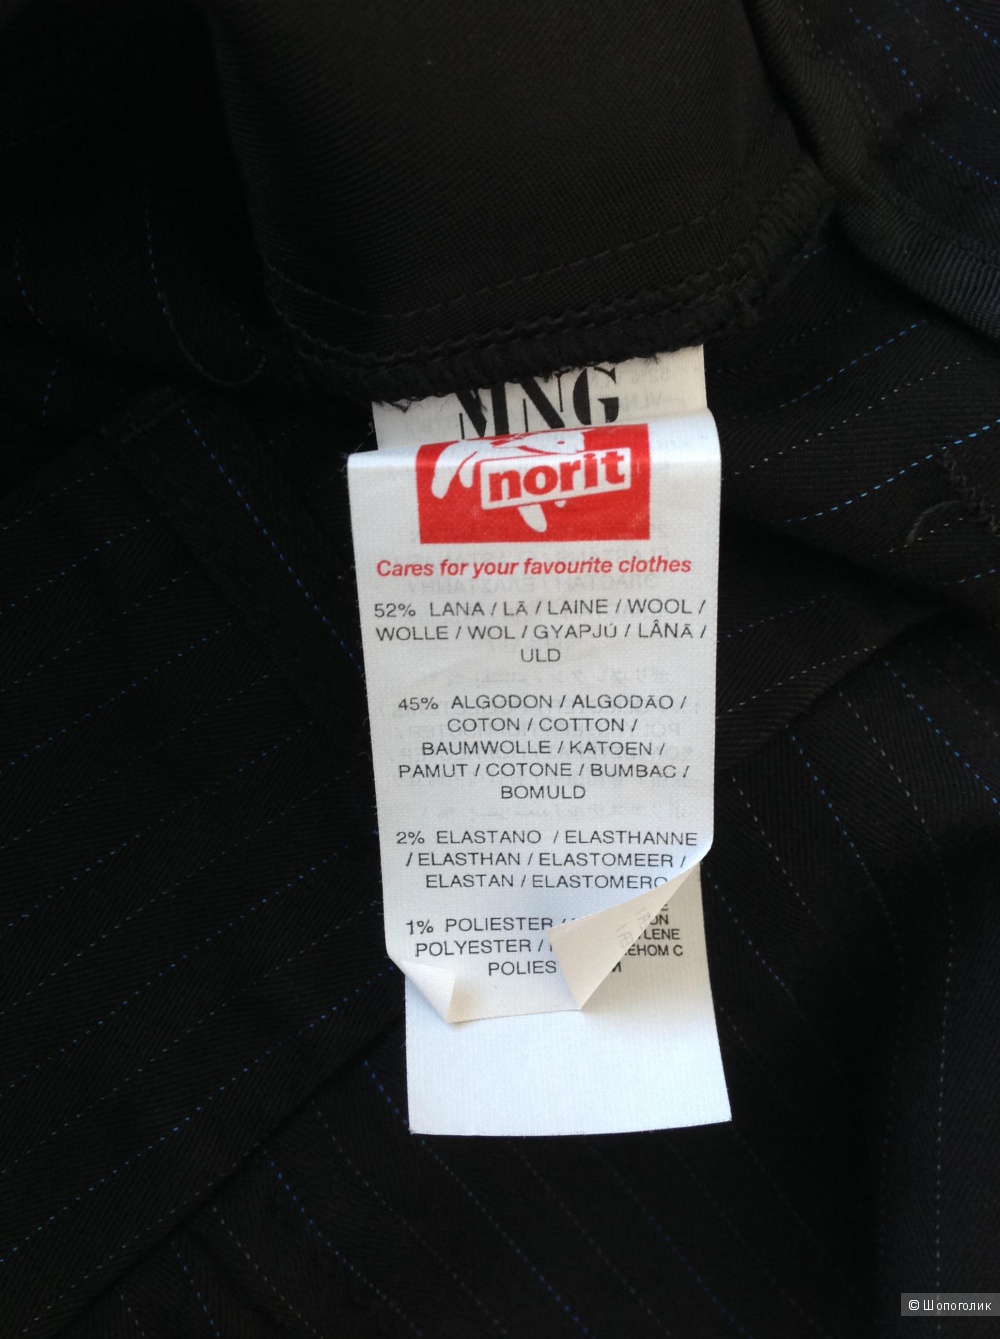 MNG
norit
Cares for your favourite clothes
52% LANA / LÃ / LAINE / WOOL /
WOLLE / WOL / GYAPJÚ / LÂNÃ /
ULD
45% ALGODON / ALGODÃO /
COTON / COTTON /
BAUMWOLLE / KATOEN /
PAMUT / COTONE / BUMBAC /
BOMULD
2% ELASTANO / ELASTHANNE
/ ELASTHAN / ELASTOMEER /
ELASTAN / ELASTOMERO
1% POLIESTER /
POLYESTER /
© Шопоголик